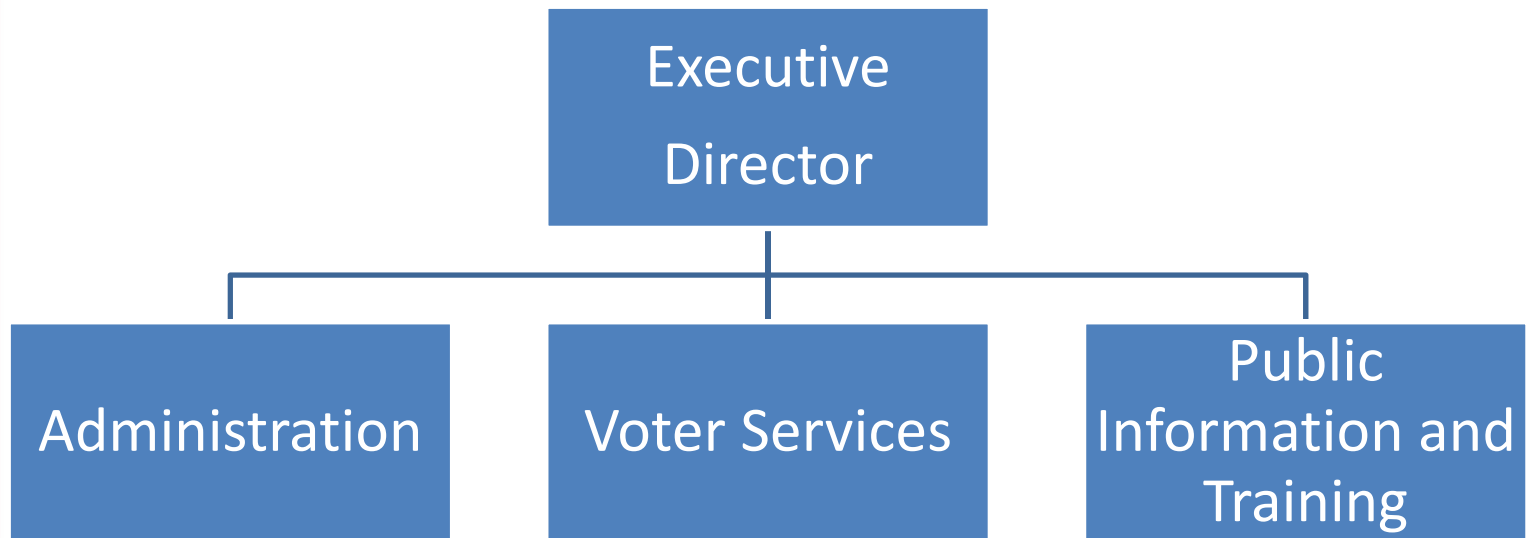 Executive
Director
Administration
Voter Services
Public
Information and
Training